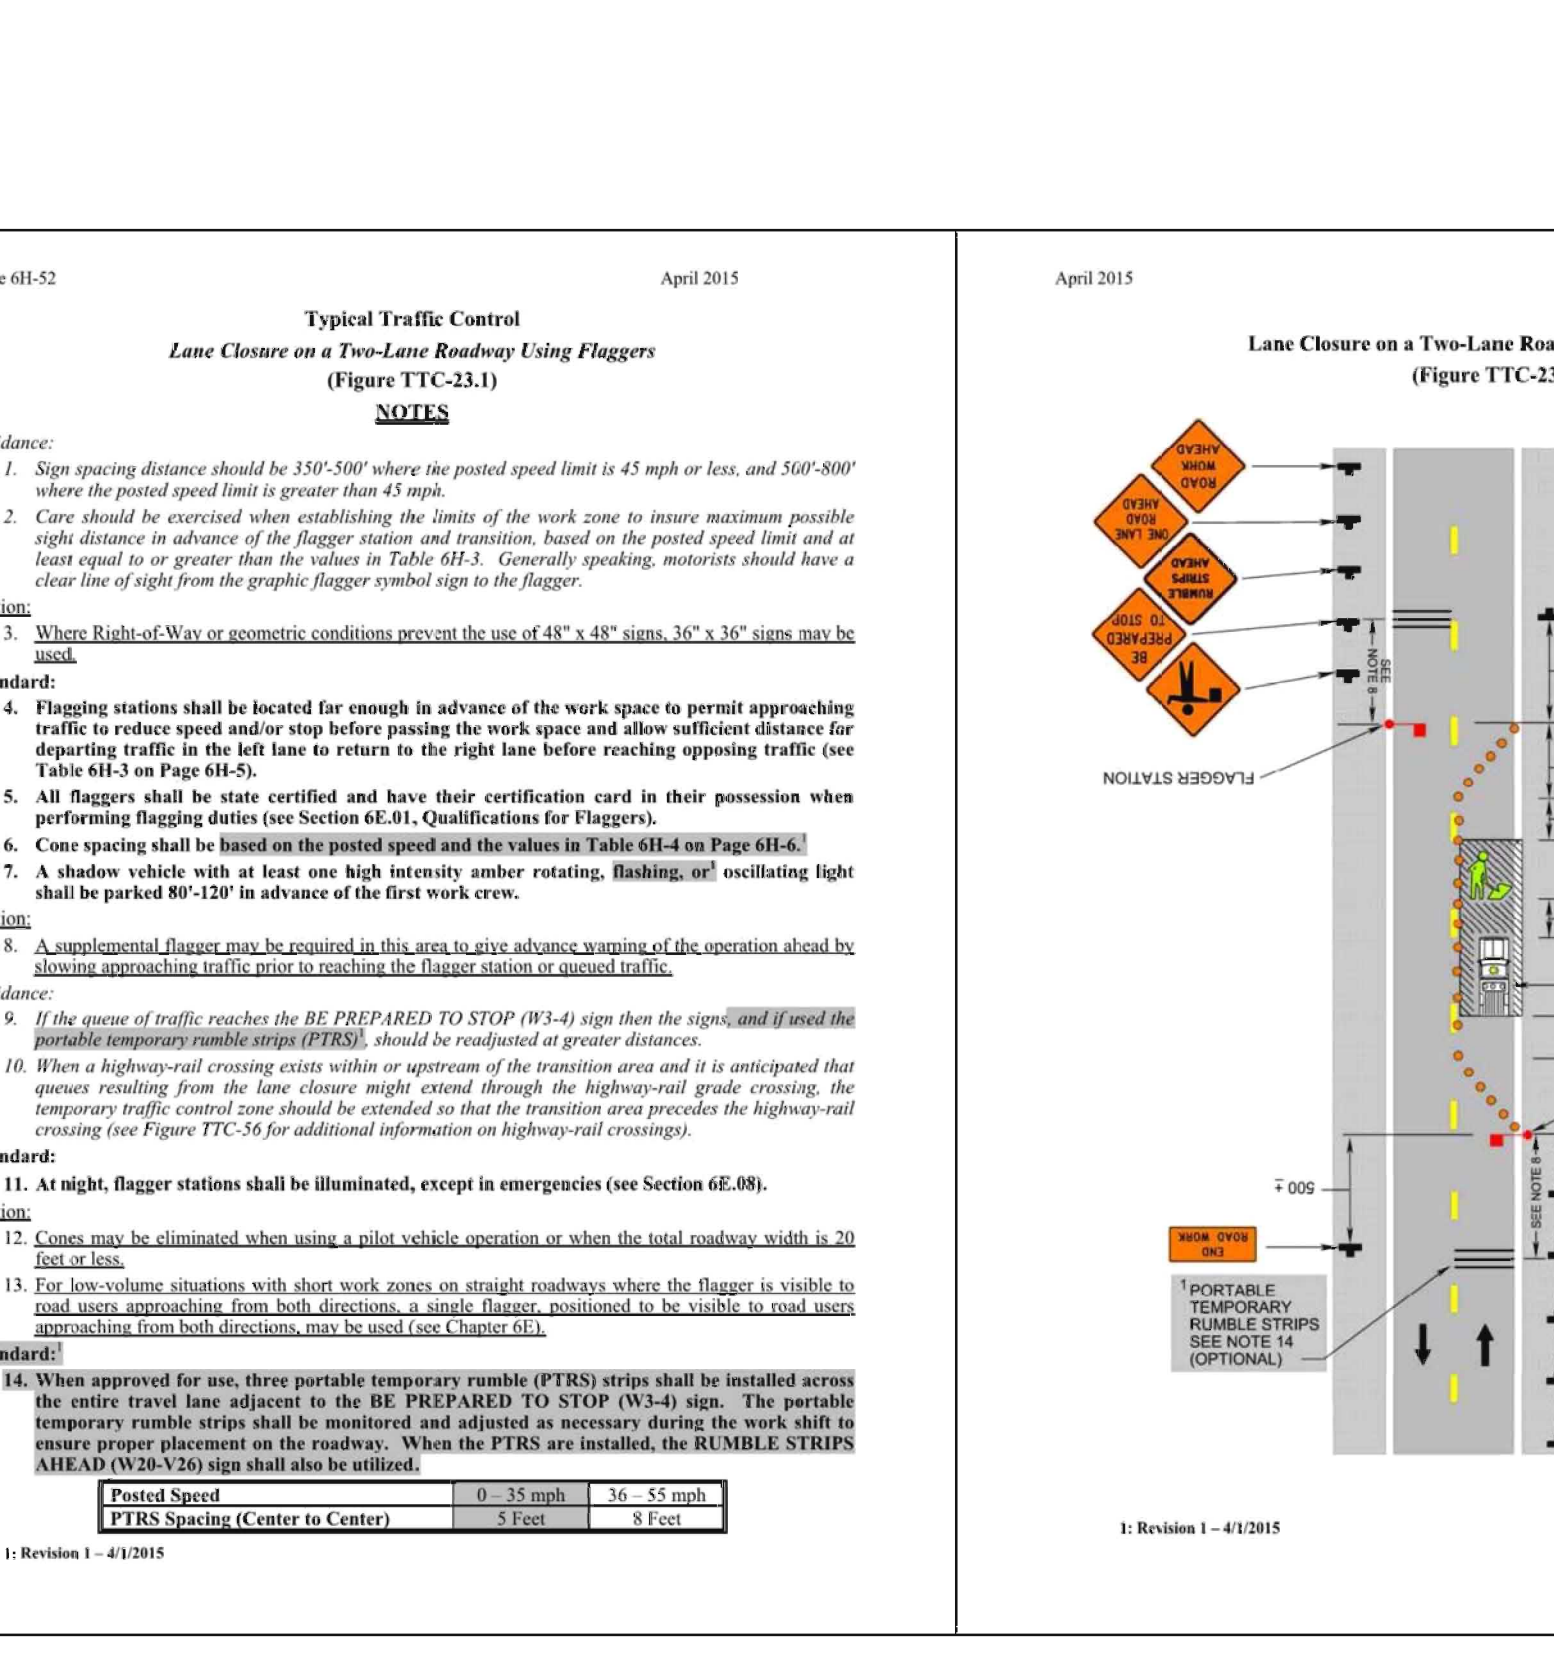 e 6H-52
April 2015
Typical Traffic Control
Lane Closure on a Two-Lane Roadway Using Flaggers
(Figure TTC-23.1)
NOTES
dance:
1. Sign spacing distance should be 350'-500' where the posted speed limit is 45 mph or less, and 500'-800'
where the posted speed limit is greater than 45 mph.
2. Care should be exercised when establishing the limits of the work zone to insure maximum possible
sight distance in advance of the flagger station and transition, based on the posted speed limit and at
least equal to or greater than the values in Table 6H-3. Generally speaking, motorists should have a
clear line of sight from the graphic flagger symbol sign to the flagger.
ion:
3. Where Right-of-Way or geometric conditions prevent the use of 48" x 48" signs, 36" x 36" signs may be
used.
ndard:
4. Flagging stations shall be located far enough in advance of the work space to permit approaching
traffic to reduce speed and/or stop before passing the work space and allow sufficient distance for
departing traffic in the left lane to return to the right lane before reaching opposing traffic (see
Table 6H-3 on Page 6H-5).
5. All flaggers shall be state certified and have their certification card in their possession when
performing flagging duties (see Section 6E.01, Qualifications for Flaggers).
6. Cone spacing shall be based on the posted speed and the values in Table 6H-4 on Page 6H-6.¹
7. A shadow vehicle with at least one high intensity amber rotating, flashing, or¹ oscillating light
shall be parked 80'-120' in advance of the first work crew.
ion:
8. A supplemental flagger may be required in this area to give advance warning of the operation ahead by
slowing approaching traffic prior to reaching the flagger station or queued traffic.
dance:
9. If the queue of traffic reaches the BE PREPARED TO STOP (W3-4) sign then the signs, and if used the
portable temporary rumble strips (PTRS)¹, should be readjusted at greater distances.
10. When a highway-rail crossing exists within or upstream of the transition area and it is anticipated that
queues resulting from the lane closure might extend through the highway-rail grade crossing, the
temporary traffic control zone should be extended so that the transition area precedes the highway-rail
crossing (see Figure TTC-56 for additional information on highway-rail crossings).
ndard:
11. At night, flagger stations shall be illuminated, except in emergencies (see Section 6E.08).
ion:
12. Cones may be eliminated when using a pilot vehicle operation or when the total roadway width is 20
feet or less.
13. For low-volume situations with short work zones on straight roadways where the flagger is visible to
road users approaching from both directions, a single flagger, positioned to be visible to road users
approaching from both directions, may be used (see Chapter 6E).
ndard:¹
14. When approved for use, three portable temporary rumble (PTRS) strips shall be installed across
the entire travel lane adjacent to the BE PREPARED TO STOP (W3-4) sign. The portable
temporary rumble strips shall be monitored and adjusted as necessary during the work shift to
ensure proper placement on the roadway. When the PTRS are installed, the RUMBLE STRIPS
AHEAD (W20-V26) sign shall also be utilized.
Posted Speed 0 – 35 mph 36 – 55 mph
PTRS Spacing (Center to Center) 5 Feet 8 Feet
1: Revision 1 – 4/1/2015
April 2015
Lane Closure on a Two-Lane Roa
(Figure TTC-23
ROAD
WORK
AHEAD
ONE LANE
ROAD
AHEAD
RUMBLE
STRIPS
AHEAD
BE
PREPARED
TO STOP
SEE
NOTE 8
FLAGGER STATION
500 ±
SEE NOTE 8
END
ROAD WORK
¹ PORTABLE
TEMPORARY
RUMBLE STRIPS
SEE NOTE 14
(OPTIONAL)
1: Revision 1 – 4/1/2015